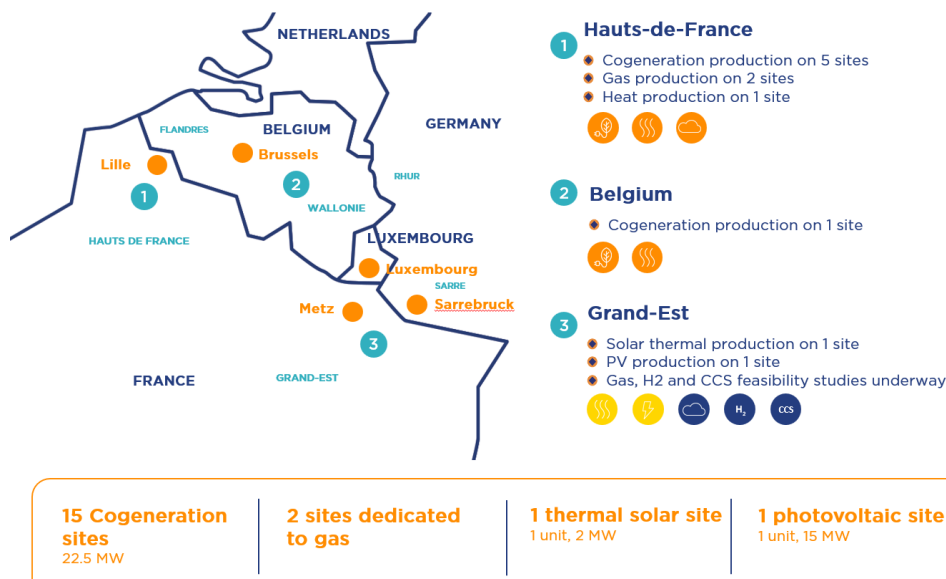 NETHERLANDS
FLANDRES
BELGIUM
GERMANY
Lille
Brussels
RHUR
1
2
WALLONIE
HAUTS DE FRANCE
LUXEMBOURG
Luxembourg
SARRE
Metz
Sarrebruck
3
FRANCE
GRAND-EST
1
Hauts-de-France
Cogeneration production on 5 sites
Gas production on 2 sites
Heat production on 1 site
2
Belgium
Cogeneration production on 1 site
3
Grand-Est
Solar thermal production on 1 site
PV production on 1 site
Gas, H2 and CCS feasibility studies underway
H₂
CCS
15 Cogeneration
sites
22.5 MW
2 sites dedicated
to gas
1 thermal solar site
1 unit, 2 MW
1 photovoltaic site
1 unit, 15 MW